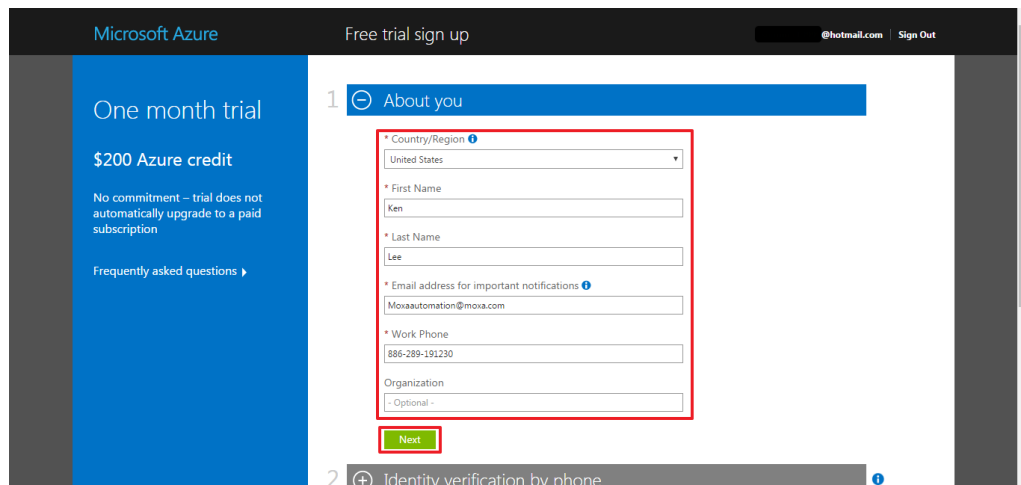 Microsoft Azure
Free trial sign up
@hotmail.com
Sign Out
One month trial
$200 Azure credit
No commitment – trial does not
automatically upgrade to a paid
subscription
Frequently asked questions
1 About you
* Country/Region
United States
* First Name
Ken
* Last Name
Lee
* Email address for important notifications
Moxaautomation@moxa.com
* Work Phone
886-289-191230
Organization
- Optional -
Next
2 Identity verification by phone